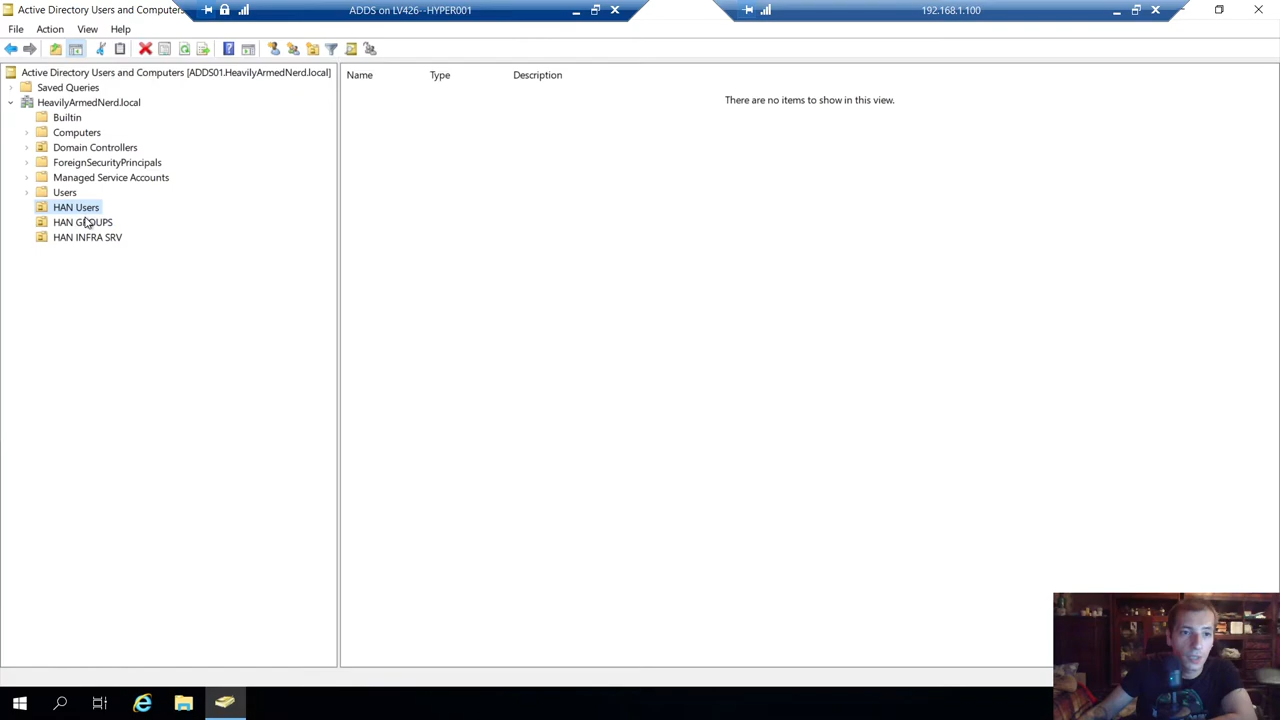 Active Directory Users and Computers
ADDS on LV426--HYPER001
192.168.1.100
File Action View Help
Active Directory Users and Computers [ADDS01.HeavilyArmedNerd.local]
Saved Queries
HeavilyArmedNerd.local
Builtin
Computers
Domain Controllers
ForeignSecurityPrincipals
Managed Service Accounts
Users
HAN Users
HAN GROUPS
HAN INFRA SRV
Name Type Description
There are no items to show in this view.